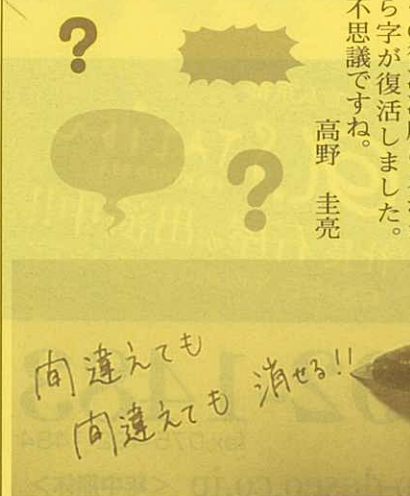 ら字が復活しました。
不思議ですね。
高野 圭亮
?
?
間違えても
間違えても 消せる!!